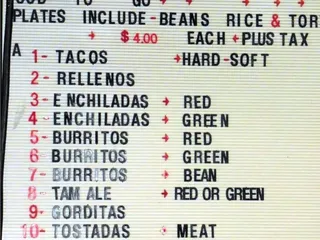 TO GO
PLATES INCLUDE-BEANS RICE & TOR
→ $4.00 EACH +PLUS TAX
A 1- TACOS →HARD-SOFT
2- RELLENOS
3- ENCHILADAS → RED
4- ENCHILADAS → GREEN
5- BURRITOS → RED
6- BURRITOS → GREEN
7- BURRITOS → BEAN
8- TAMALE → RED OR GREEN
9- GORDITAS
10- TOSTADAS → MEAT